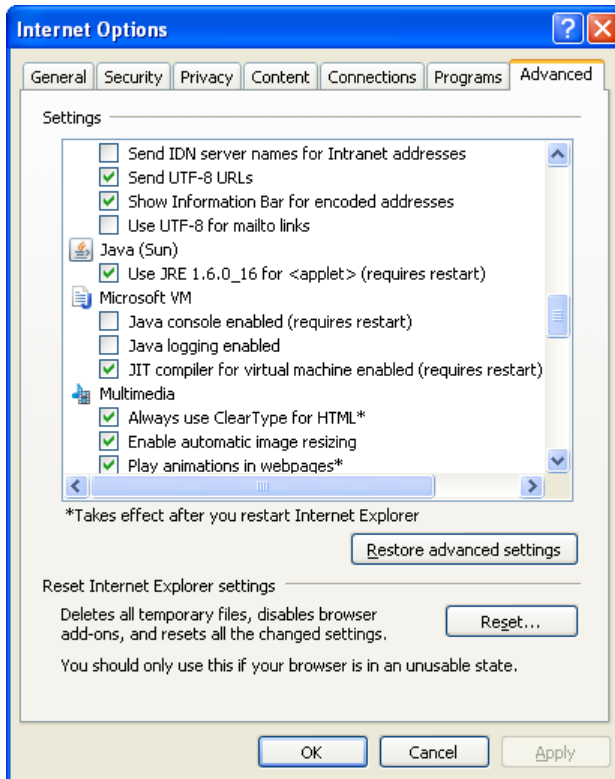 Internet Options
General Security Privacy Content Connections Programs Advanced
Settings
Send IDN server names for Intranet addresses
Send UTF-8 URLs
Show Information Bar for encoded addresses
Use UTF-8 for mailto links
Java (Sun)
Use JRE 1.6.0_16 for <applet> (requires restart)
Microsoft VM
Java console enabled (requires restart)
Java logging enabled
JIT compiler for virtual machine enabled (requires restart)
Multimedia
Always use ClearType for HTML*
Enable automatic image resizing
Play animations in webpages*
*Takes effect after you restart Internet Explorer
Restore advanced settings
Reset Internet Explorer settings
Deletes all temporary files, disables browser
add-ons, and resets all the changed settings.
Reset...
You should only use this if your browser is in an unusable state.
OK Cancel Apply